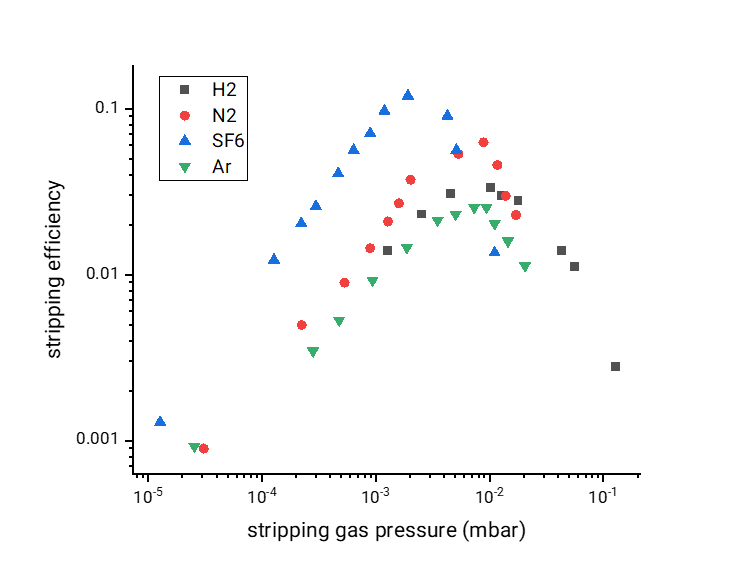 H2
N2
SF6
Ar
0.1
0.01
0.001
stripping efficiency
10-5
10-4
10-3
10-2
10-1
stripping gas pressure (mbar)